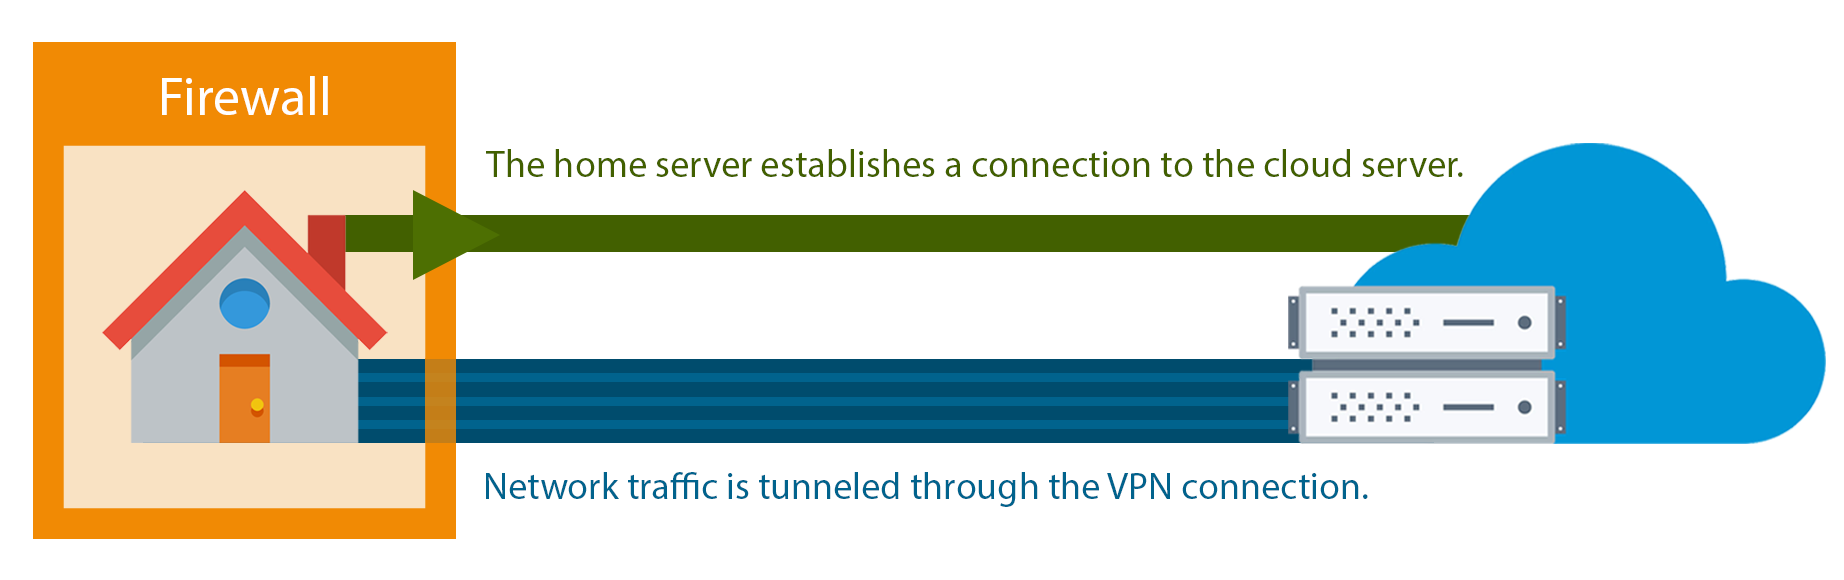 Firewall
The home server establishes a connection to the cloud server.
Network traffic is tunneled through the VPN connection.